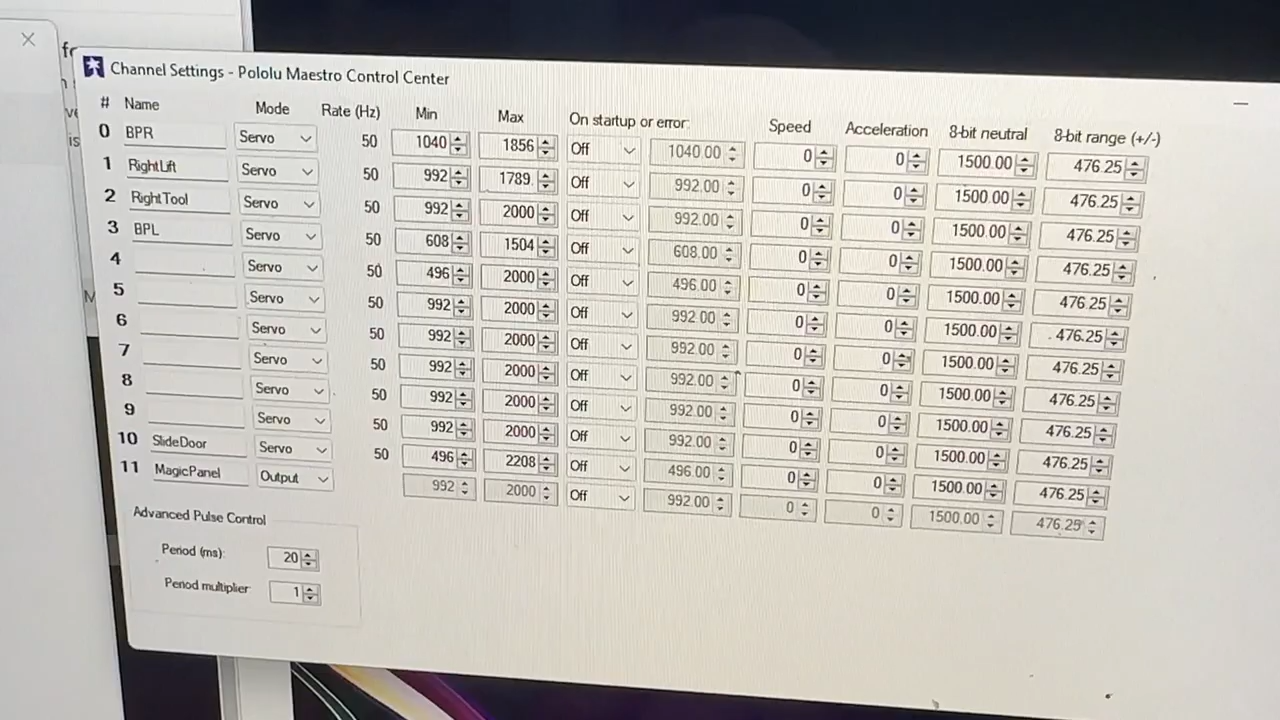 Channel Settings - Pololu Maestro Control Center
# Name Mode Rate (Hz) Min Max On startup or error: Speed Acceleration 8-bit neutral 8-bit range (+/-)
0 BPR Servo 50 1040 1856 Off 1040.00 0 0 1500.00 476.25
1 RightLift Servo 50 992 1789 Off 992.00 0 0 1500.00 476.25
2 RightTool Servo 50 992 2000 Off 992.00 0 0 1500.00 476.25
3 BPL Servo 50 608 1504 Off 608.00 0 0 1500.00 476.25
4 Servo 50 496 2000 Off 496.00 0 0 1500.00 476.25
5 Servo 50 992 2000 Off 992.00 0 0 1500.00 476.25
6 Servo 50 992 2000 Off 992.00 0 0 1500.00 476.25
7 Servo 50 992 2000 Off 992.00 0 0 1500.00 476.25
8 Servo 50 992 2000 Off 992.00 0 0 1500.00 476.25
9 Servo 50 992 2000 Off 992.00 0 0 1500.00 476.25
10 SlideDoor Servo 50 496 2208 Off 496.00 0 0 1500.00 476.25
11 MagicPanel Output 992 2000 Off 992.00 0 0 1500.00 476.25
Advanced Pulse Control
Period (ms): 20
Period multiplier 1